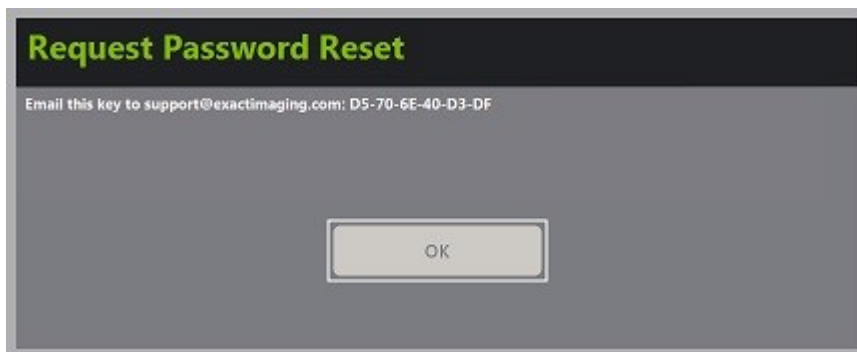 Request Password Reset
Email this key to support@exactimaging.com: D5-70-6E-40-D3-DF
OK